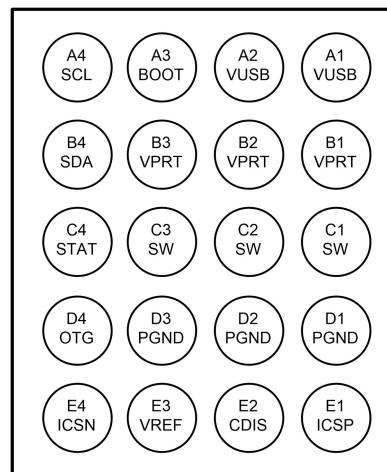 A4 A3 A2 A1
SCL BOOT VUSB VUSB
B4 B3 B2 B1
SDA VPRT VPRT VPRT
C4 C3 C2 C1
STAT SW SW SW
D4 D3 D2 D1
OTG PGND PGND PGND
E4 E3 E2 E1
ICSN VREF CDIS ICSP